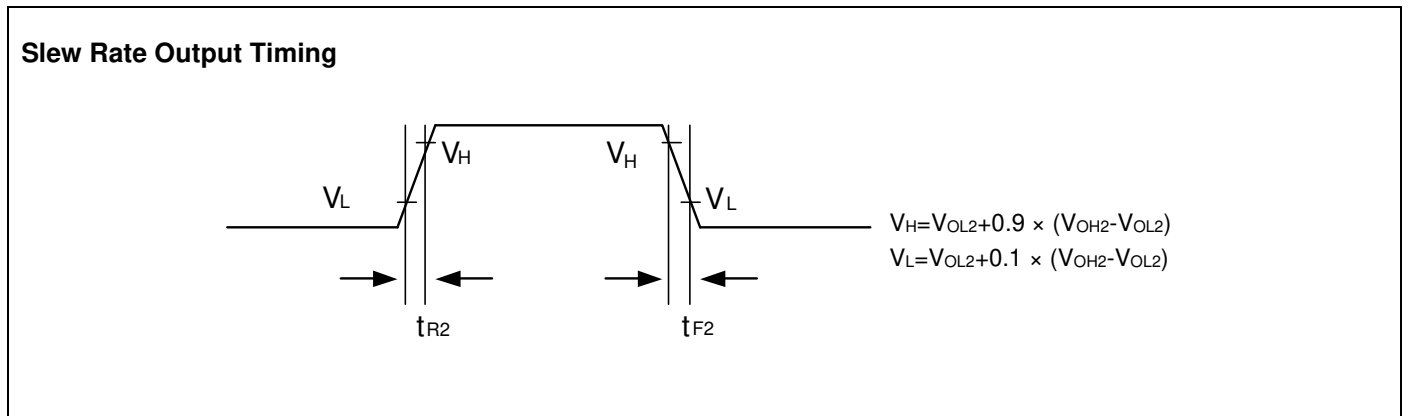 Slew Rate Output Timing
VH
VH
VL
VL
VH=VOL2+0.9 × (VOH2-VOL2)
VL=VOL2+0.1 × (VOH2-VOL2)
tR2
tF2